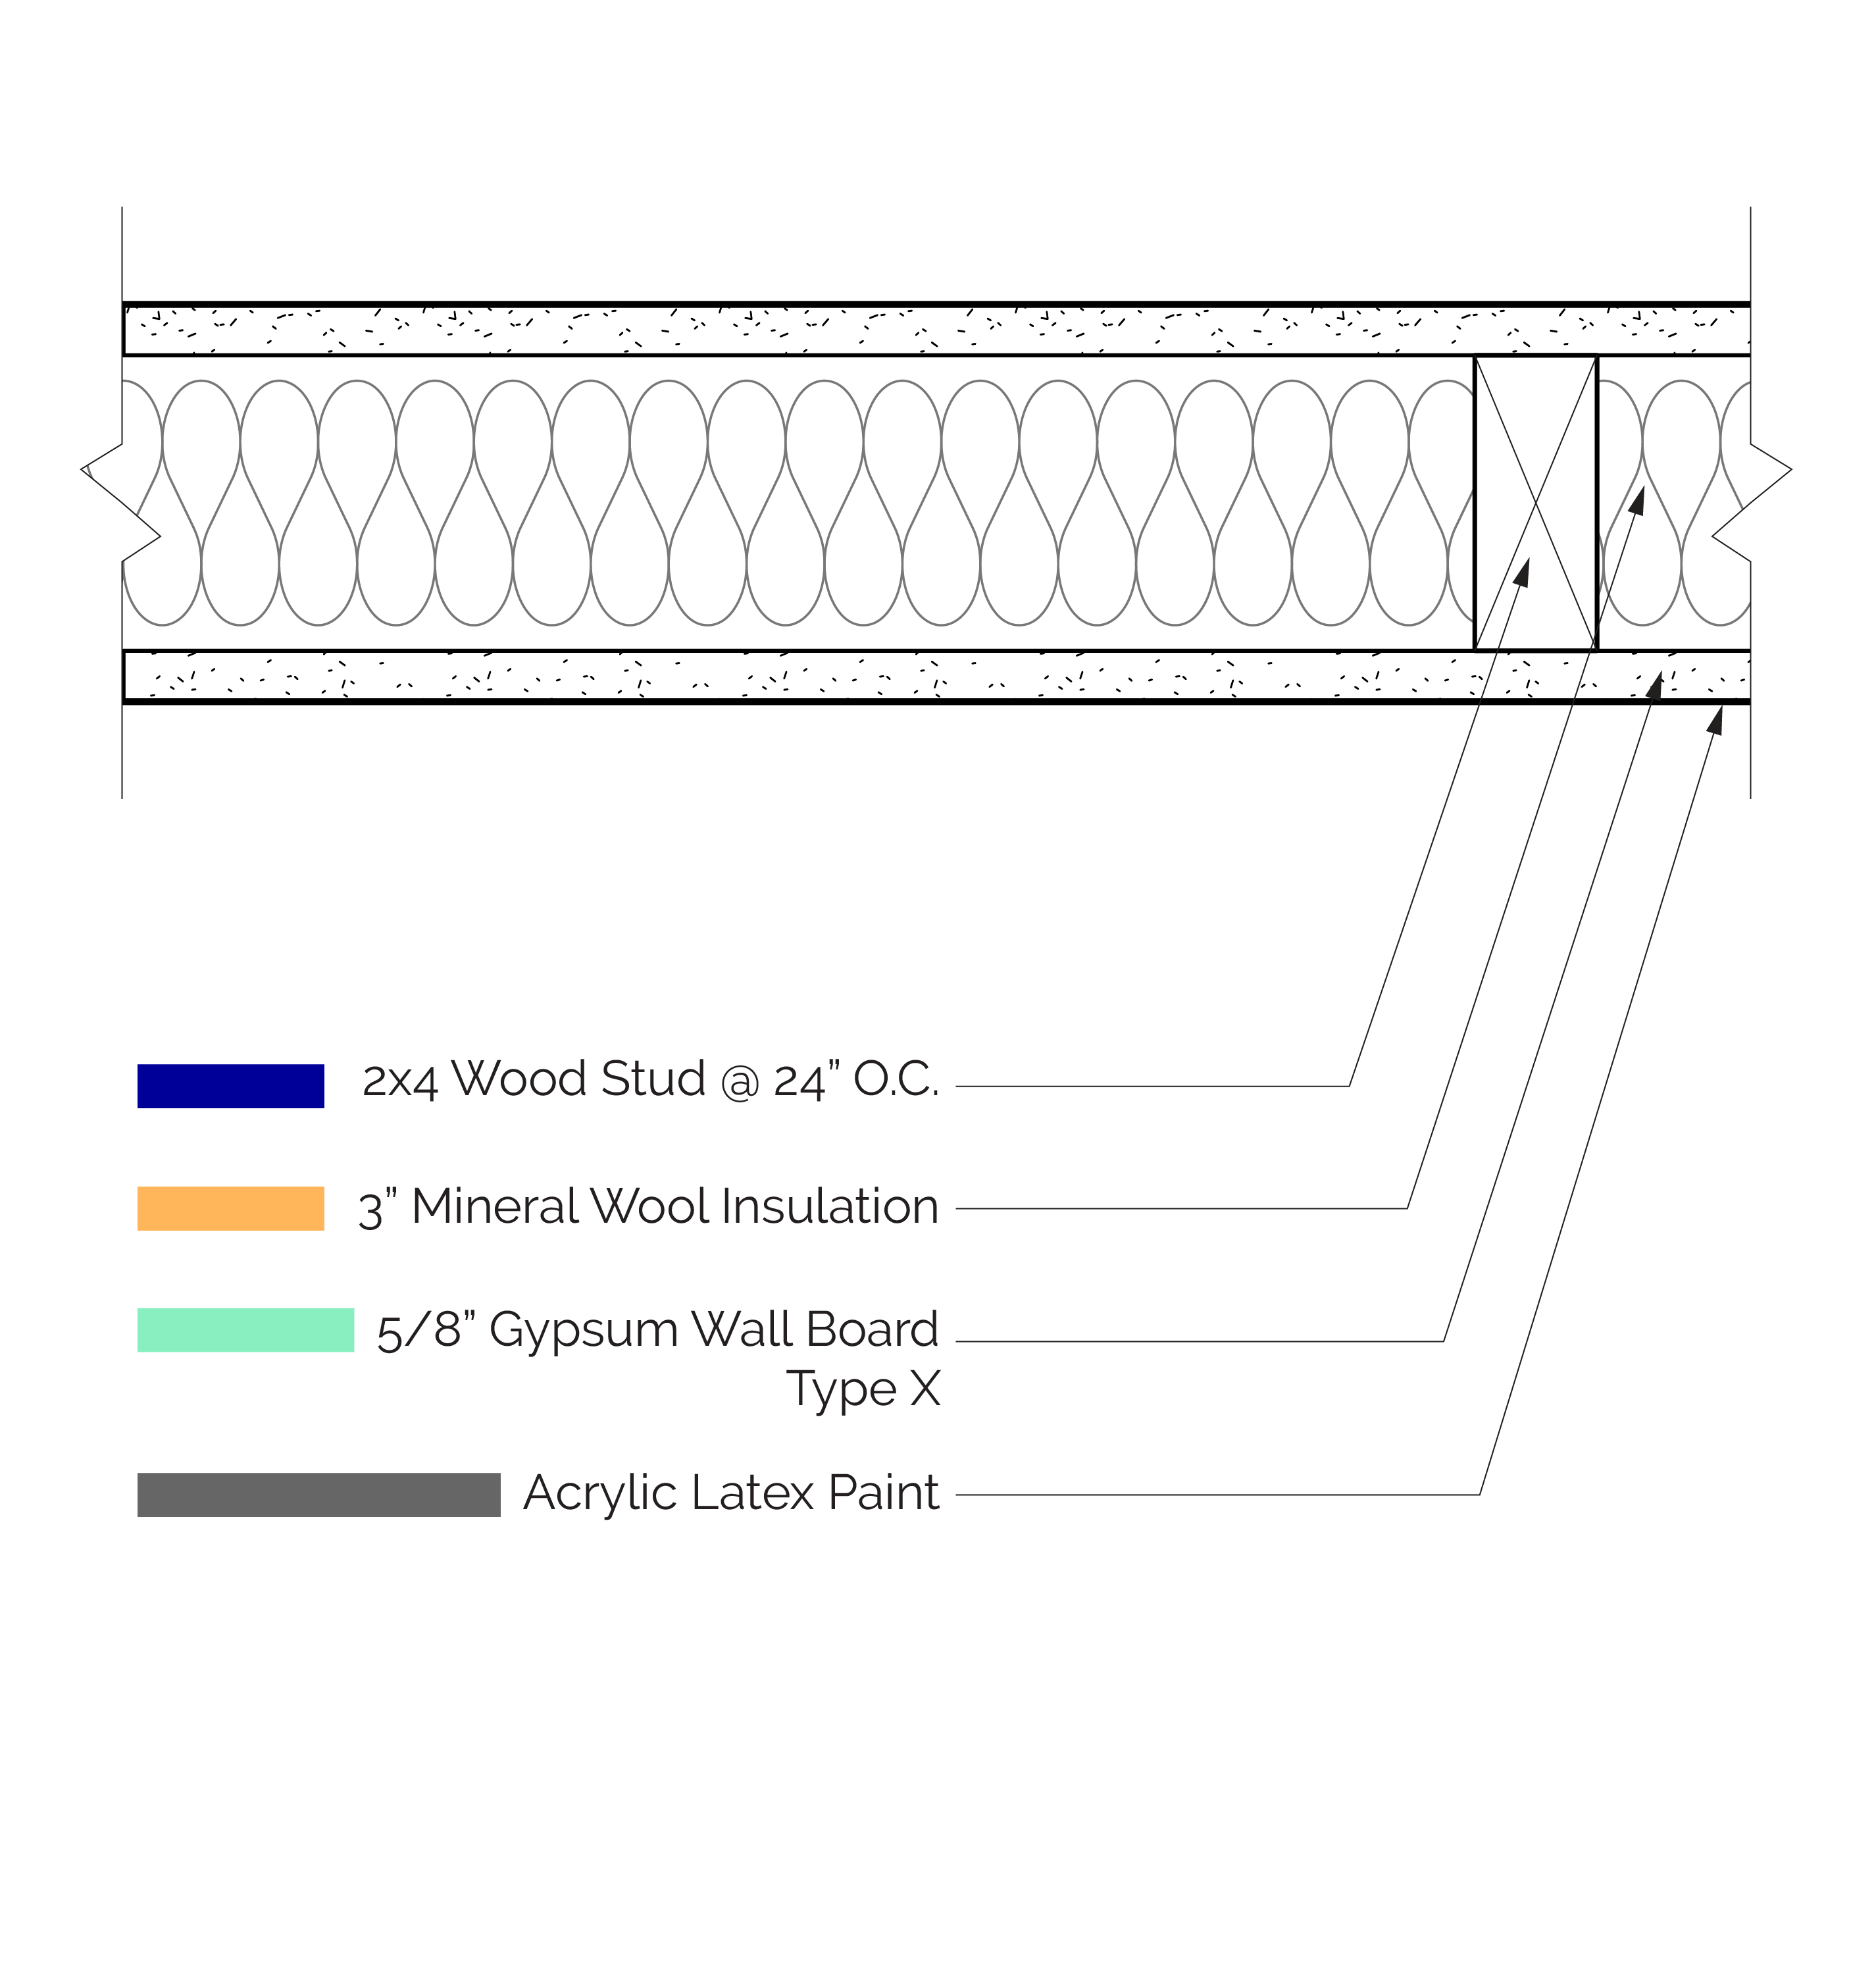 2x4 Wood Stud @ 24” O.C.
3” Mineral Wool Insulation
5/8” Gypsum Wall Board
Type X
Acrylic Latex Paint